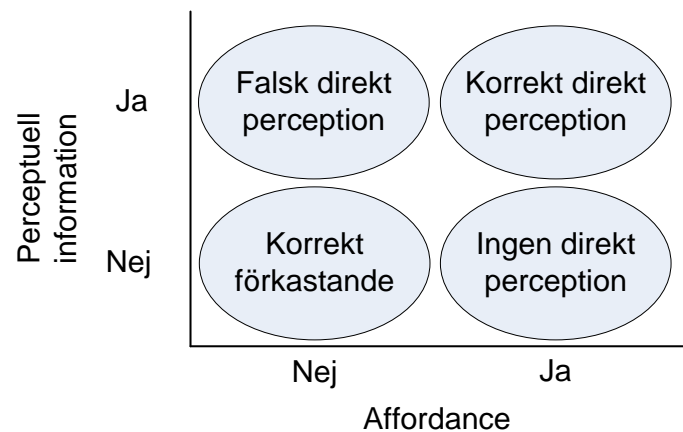 Perceptuell
information
Ja
Falsk direkt
perception
Korrekt direkt
perception
Nej
Korrekt
förkastande
Ingen direkt
perception
Nej
Ja
Affordance